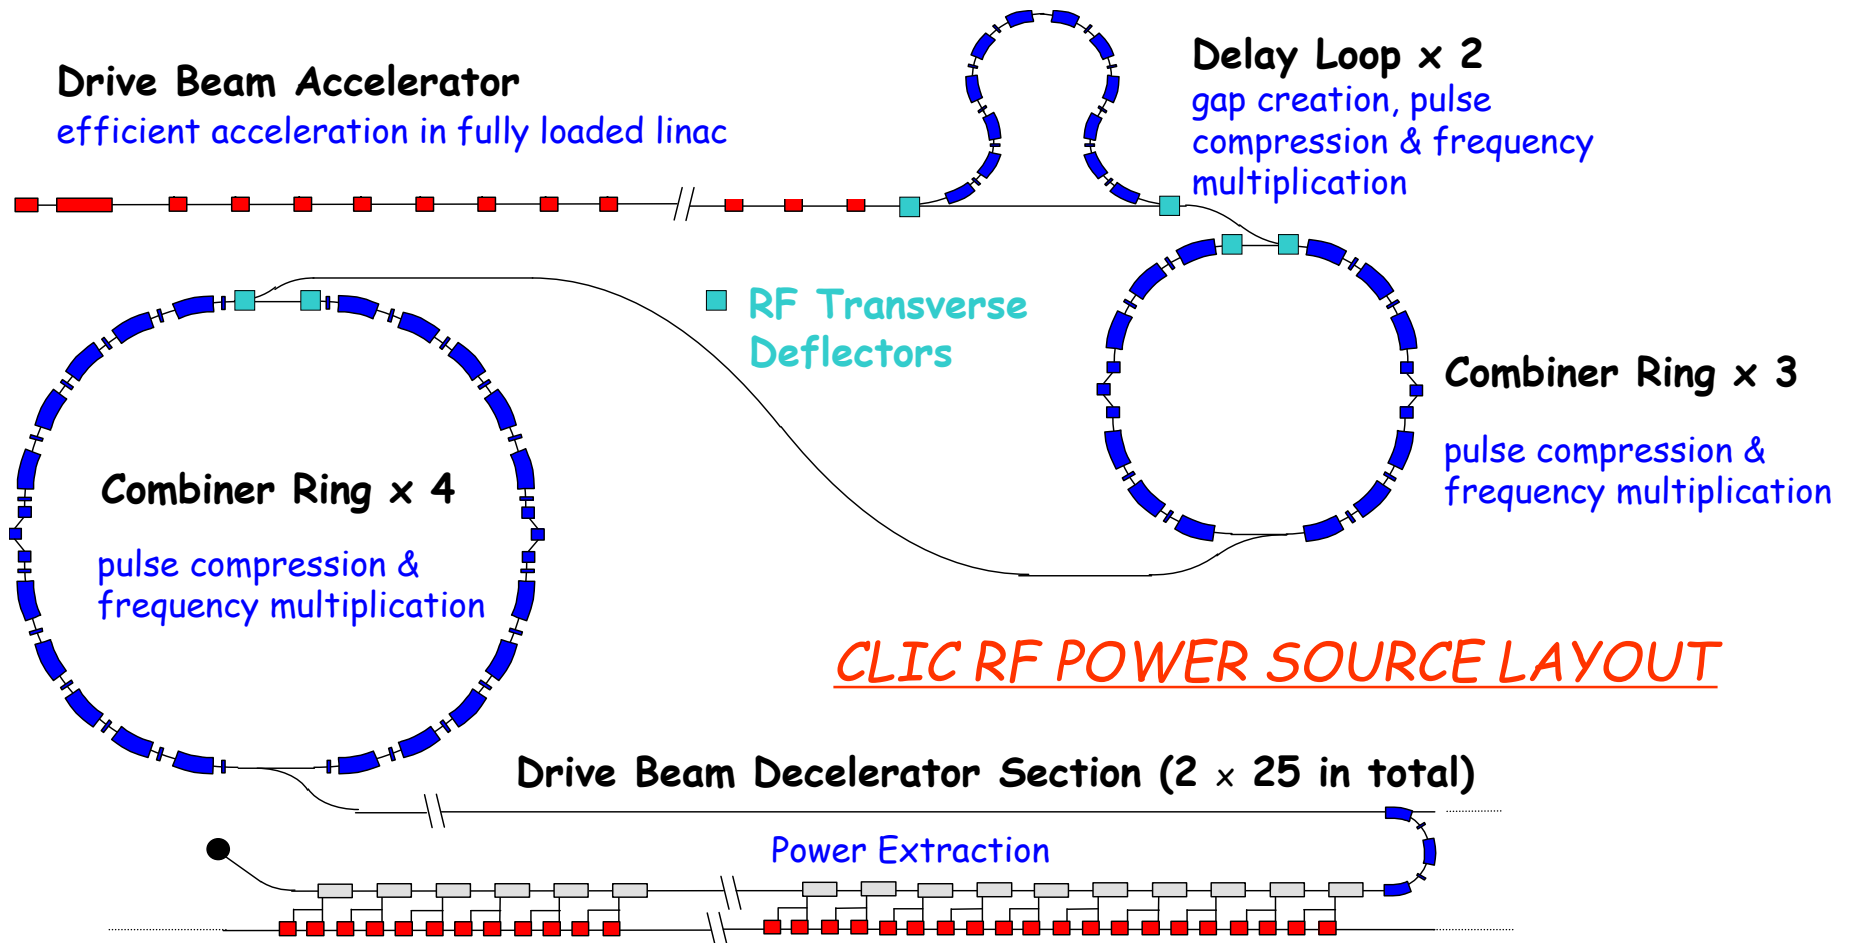 Drive Beam Accelerator
efficient acceleration in fully loaded linac
Delay Loop x 2
gap creation, pulse
compression & frequency
multiplication
RF Transverse
Deflectors
Combiner Ring x 3
pulse compression &
frequency multiplication
Combiner Ring x 4
pulse compression &
frequency multiplication
CLIC RF POWER SOURCE LAYOUT
Drive Beam Decelerator Section (2 x 25 in total)
Power Extraction